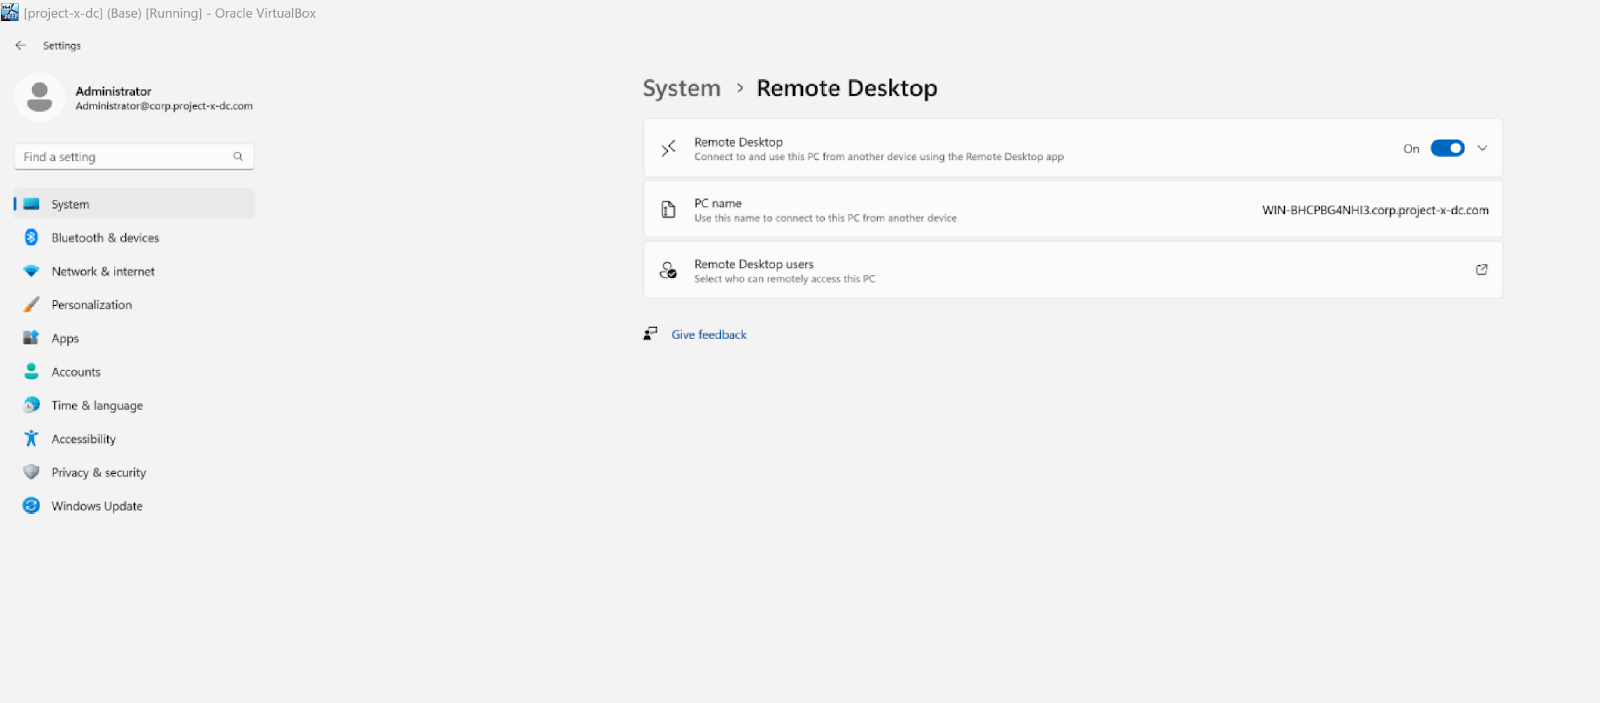 [project-x-dc] (Base) [Running] - Oracle VirtualBox
Settings
Administrator
Administrator@corp.project-x-dc.com
Find a setting
System
Bluetooth & devices
Network & internet
Personalization
Apps
Accounts
Time & language
Accessibility
Privacy & security
Windows Update
System > Remote Desktop
Remote Desktop
Connect to and use this PC from another device using the Remote Desktop app
On
PC name
Use this name to connect to this PC from another device
WIN-BHCPBG4NHI3.corp.project-x-dc.com
Remote Desktop users
Select who can remotely access this PC
Give feedback